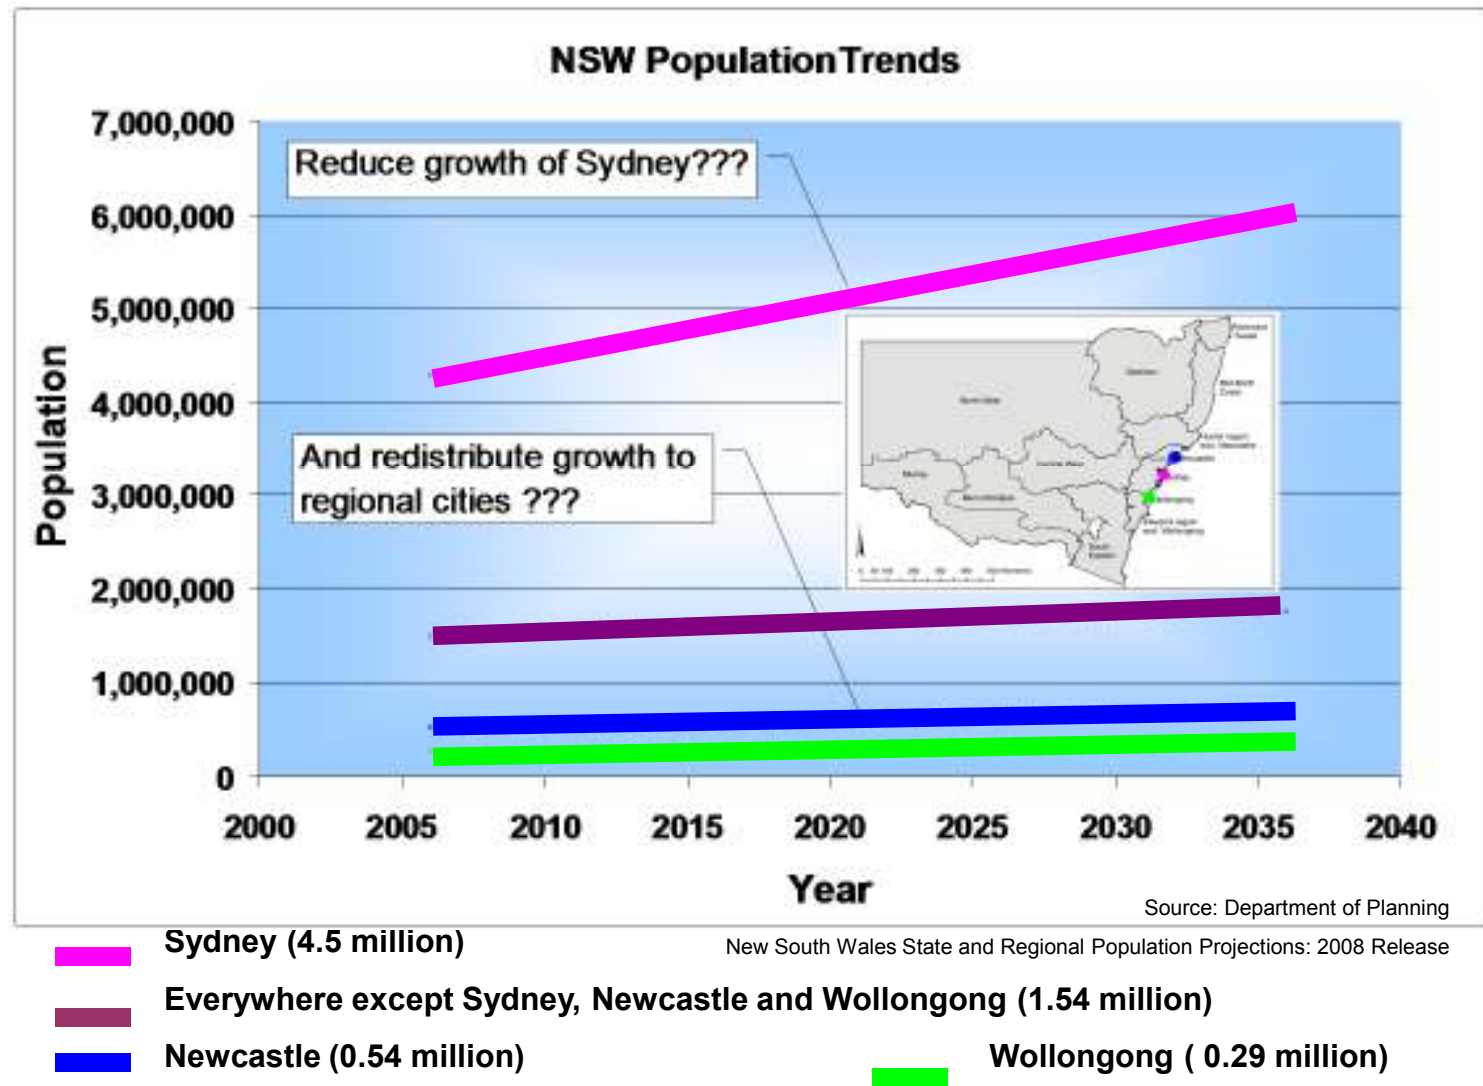 NSW PopulationTrends
7,000,000
Reduce growth of Sydney???
6,000,000
5,000,000
4,000,000
And redistribute growth to
regional cities ???
3,000,000
2,000,000
1,000,000
0
Population
2000 2005 2010 2015 2020 2025 2030 2035 2040
Year
Source: Department of Planning
New South Wales State and Regional Population Projections: 2008 Release
Sydney (4.5 million)
Everywhere except Sydney, Newcastle and Wollongong (1.54 million)
Newcastle (0.54 million)
Wollongong ( 0.29 million)